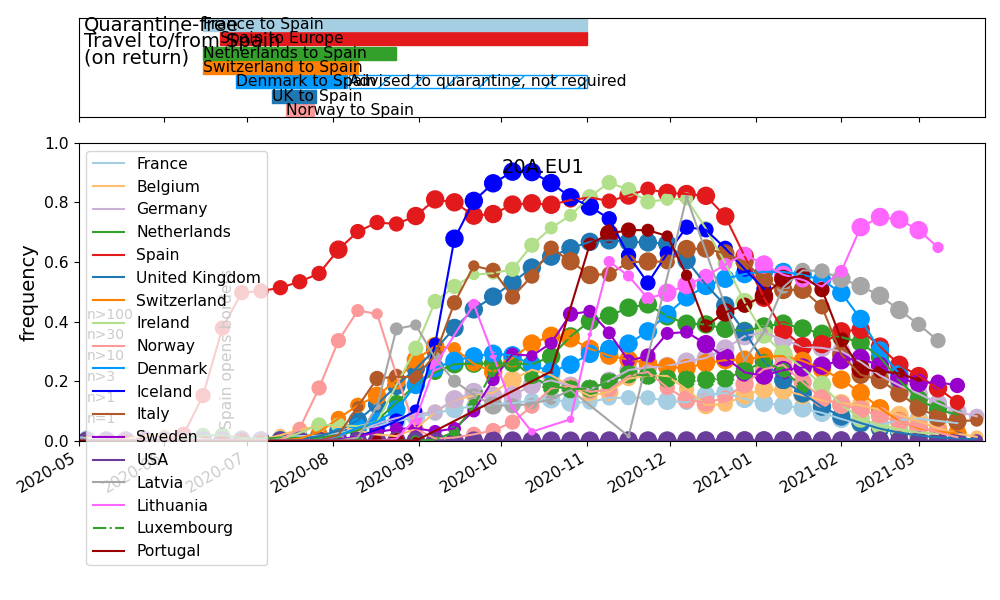 Quarantine-free
Travel to/from Spain
(on return)
France to Spain
Spain to Europe
Netherlands to Spain
Switzerland to Spain
Denmark to Spain
Advised to quarantine, not required
UK to Spain
Norway to Spain
20A.EU1
frequency
1.0
0.8
0.6
0.4
0.2
0.0
France
Belgium
Germany
Netherlands
Spain
United Kingdom
Switzerland
Ireland
Norway
Denmark
Iceland
Italy
Sweden
USA
Latvia
Lithuania
Luxembourg
Portugal
n>100
n>30
n>10
n>3
n>1
n=1
Spain opens borders
2020-05
2020-06
2020-07
2020-08
2020-09
2020-10
2020-11
2020-12
2021-01
2021-02
2021-03